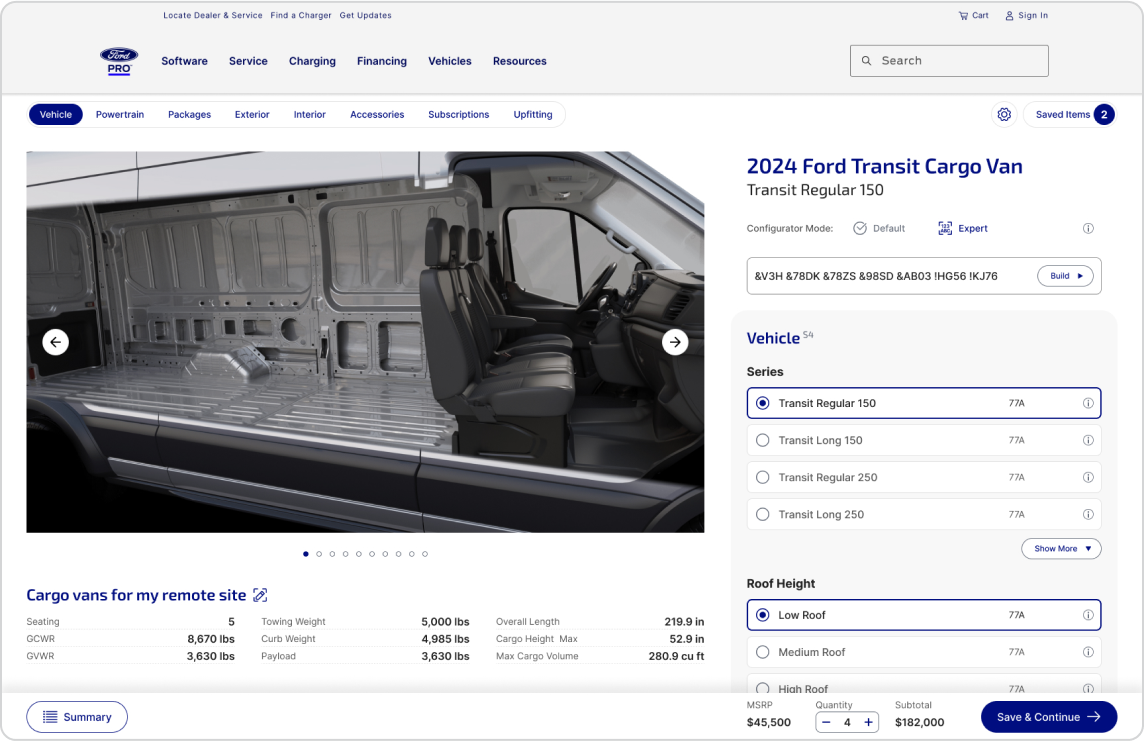 Locate Dealer & Service Find a Charger Get Updates Cart Sign In
Ford
PRO
Software Service Charging Financing Vehicles Resources Search
Vehicle Powertrain Packages Exterior Interior Accessories Subscriptions Upfitting Saved Items 2
2024 Ford Transit Cargo Van
Transit Regular 150
Configurator Mode: Default Expert
&V3H &78DK &78ZS &98SD &AB03 !HG56 !KJ76 Build
Vehicle 54
Series
Transit Regular 150 77A
Transit Long 150 77A
Transit Regular 250 77A
Transit Long 250 77A
Show More
Roof Height
Low Roof 77A
Medium Roof 77A
High Roof 77A
Cargo vans for my remote site
Seating 5 Towing Weight 5,000 lbs Overall Length 219.9 in
GCWR 8,670 lbs Curb Weight 4,985 lbs Cargo Height Max 52.9 in
GVWR 3,630 lbs Payload 3,630 lbs Max Cargo Volume 280.9 cu ft
Summary
MSRP Quantity Subtotal
$45,500 4 $182,000
Save & Continue